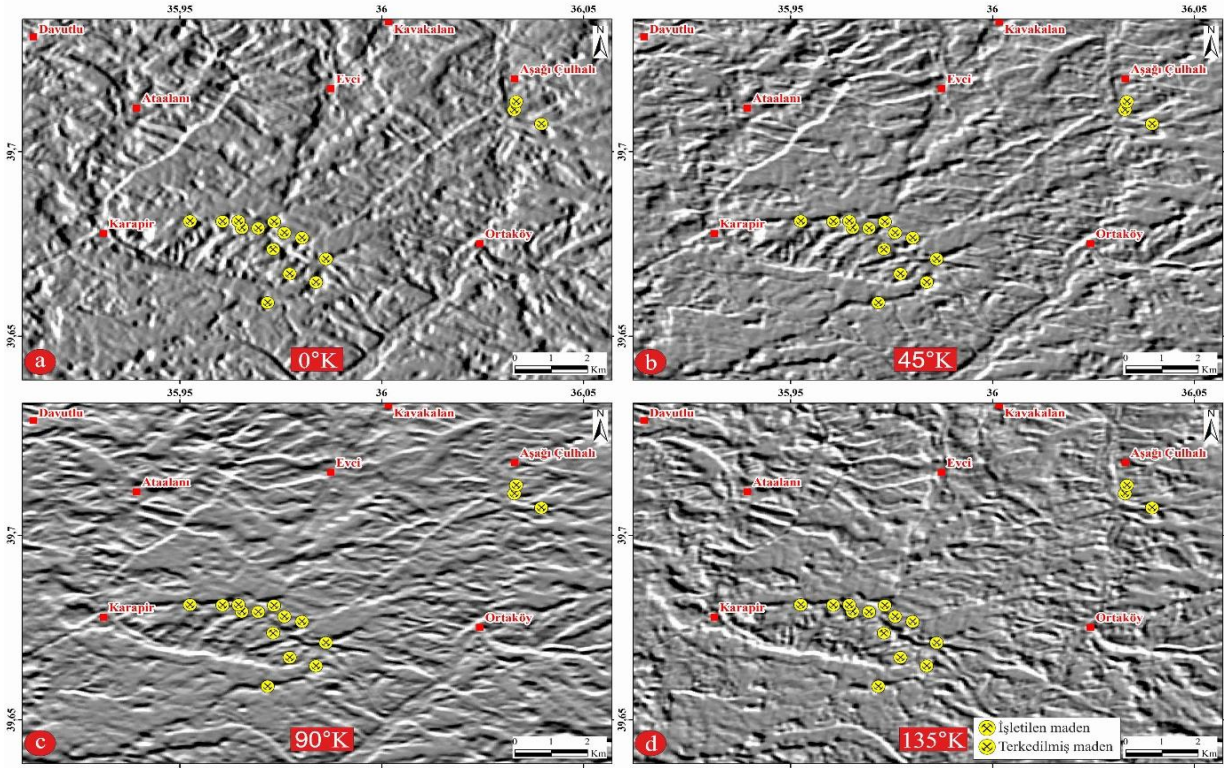 35,95 36 36,05
Davutlu Kavakalan N
Aşağı Çulhalı
Evci
Ataalanı
39,7
Karapir
Ortaköy
39,65
a 0°K 0 1 2
Km
35,95 36 36,05
Davutlu Kavakalan N
Aşağı Çulhalı
Evci
Ataalanı
39,7
Karapir
Ortaköy
39,65
b 45°K 0 1 2
Km
35,95 36 36,05
Davutlu Kavakalan N
Aşağı Çulhalı
Evci
Ataalanı
39,7
Karapir
Ortaköy
39,65
c 90°K 0 1 2
Km
35,95 36 36,05
Davutlu Kavakalan N
Aşağı Çulhalı
Evci
Ataalanı
39,7
Karapir
Ortaköy
39,65
İşletilen maden
Terkedilmiş maden
d 135°K 0 1 2
Km